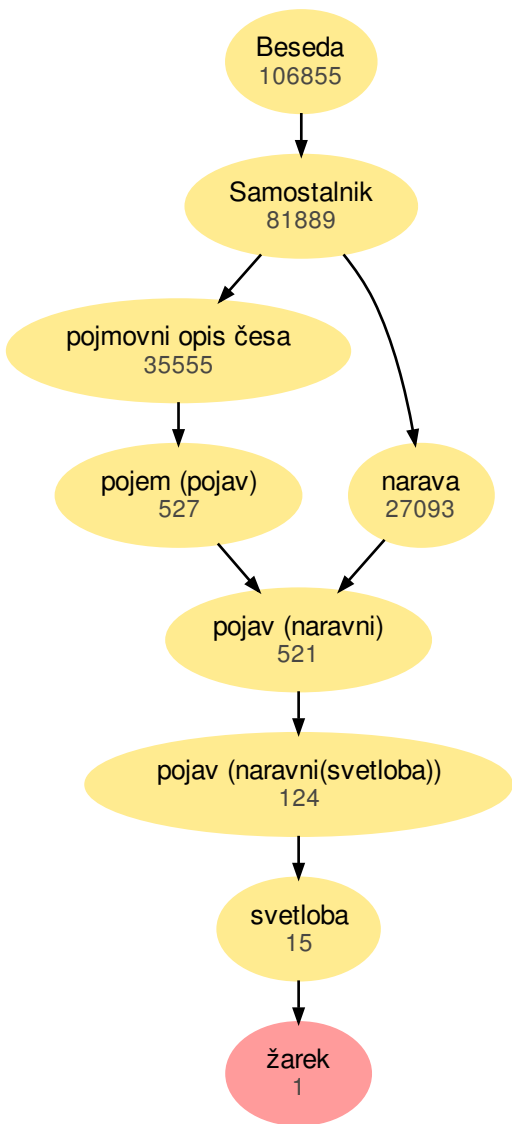 Beseda
106855
Samostalnik
81889
pojmovni opis česa
35555
pojem (pojav)
527
narava
27093
pojav (naravni)
521
pojav (naravni(svetloba))
124
svetloba
15
žarek
1